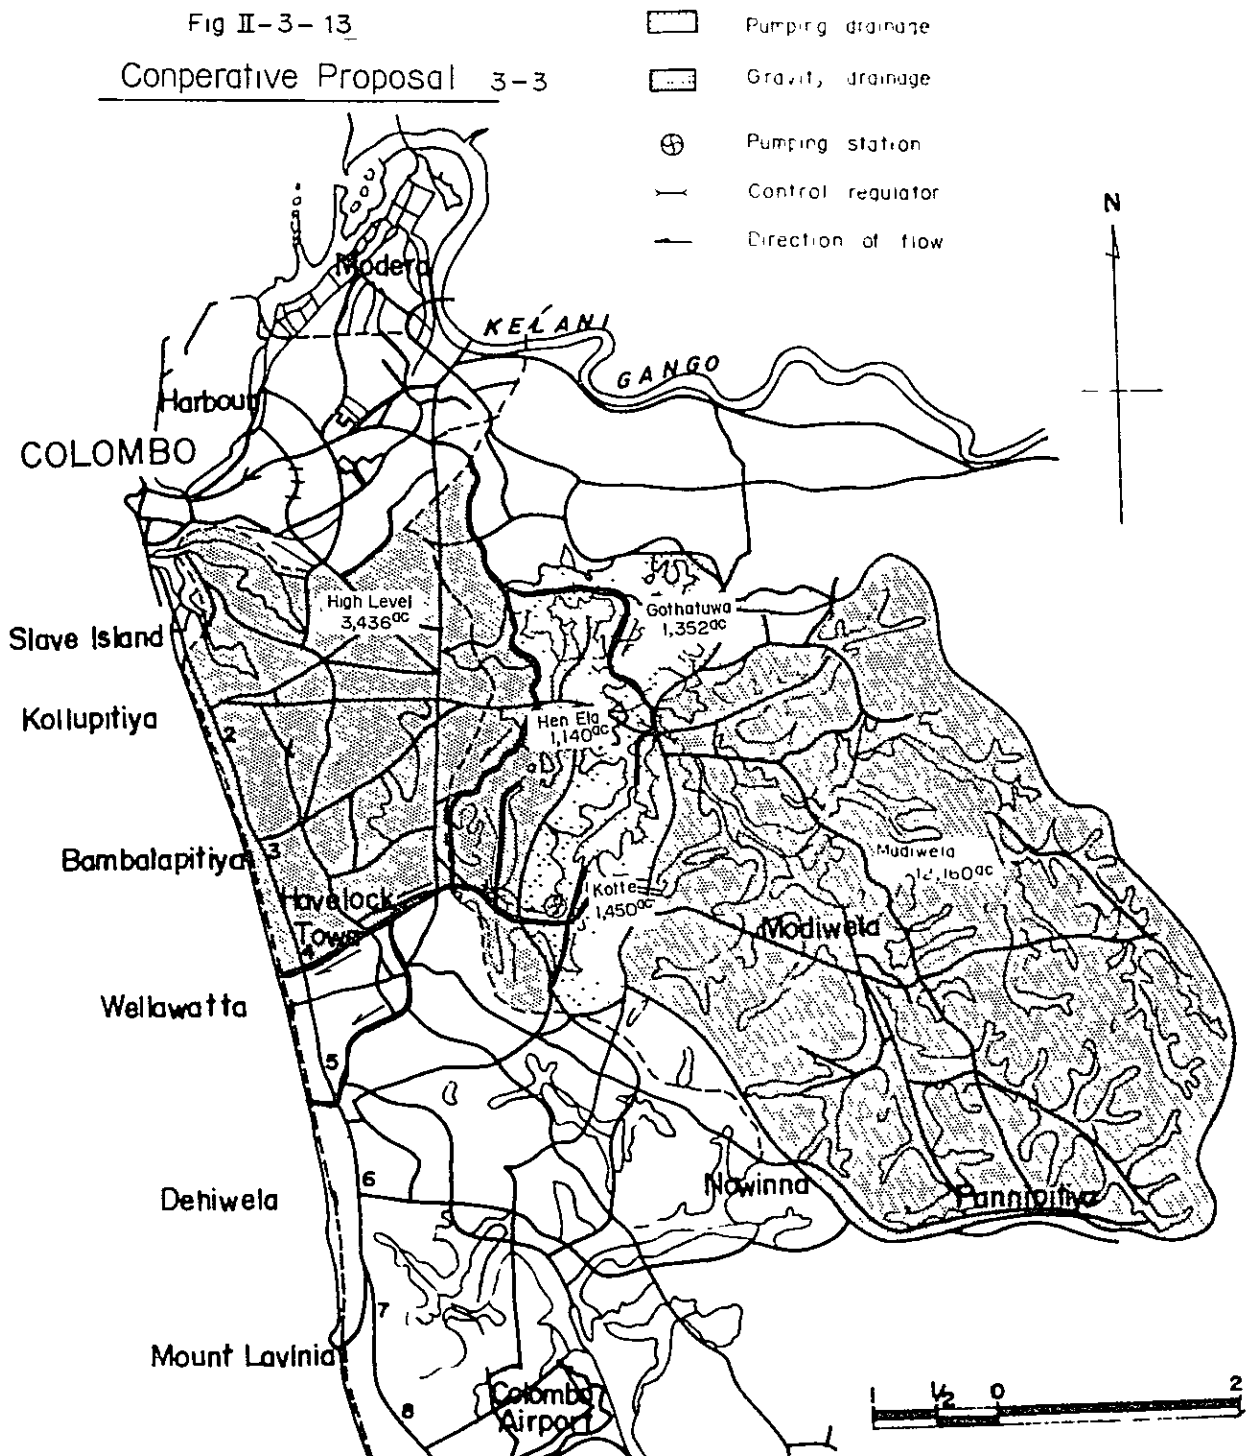 Fig II-3-13
Conperative Proposal 3-3
Pumping drainage
Gravit, drainage
Pumping station
Control regulator
Direction of flow
N
Modera
KELANI
GANGO
Harbour
COLOMBO
High Level
3,436ac
Gothatuwa
1,352ac
Slave Island
Kollupitiya
2
Hen Ela
1,140ac
Bambalapitiya
3
Mudiwela
12,160ac
Havelock
Town
4
Kotte
1,450ac
Modiwela
Wellawatta
5
6
Dehiwela
Nawinna
Pannipitiya
7
Mount Lavinia
8
Colombo
Airport
1 1/2 0 2